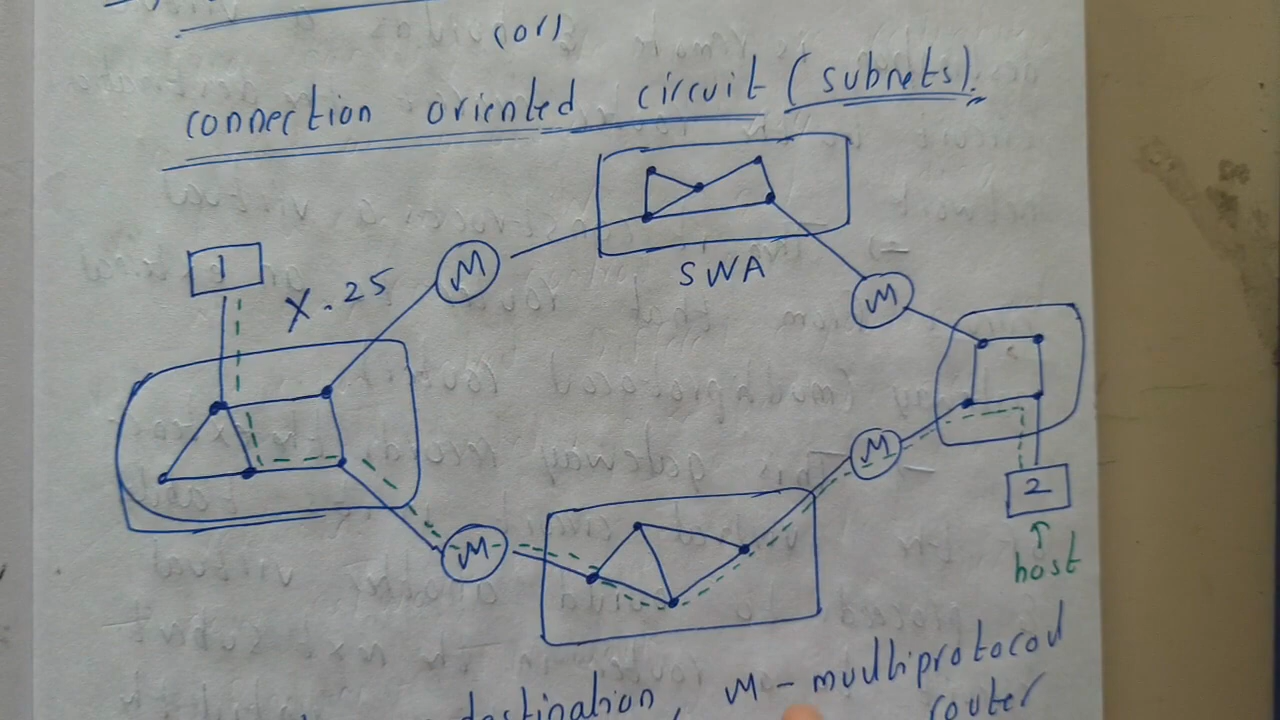 (or)
connection oriented circuit (subnets).
SWA
1
X.25
M
M
M
2
M
host
destination, M - multiprotocol
router